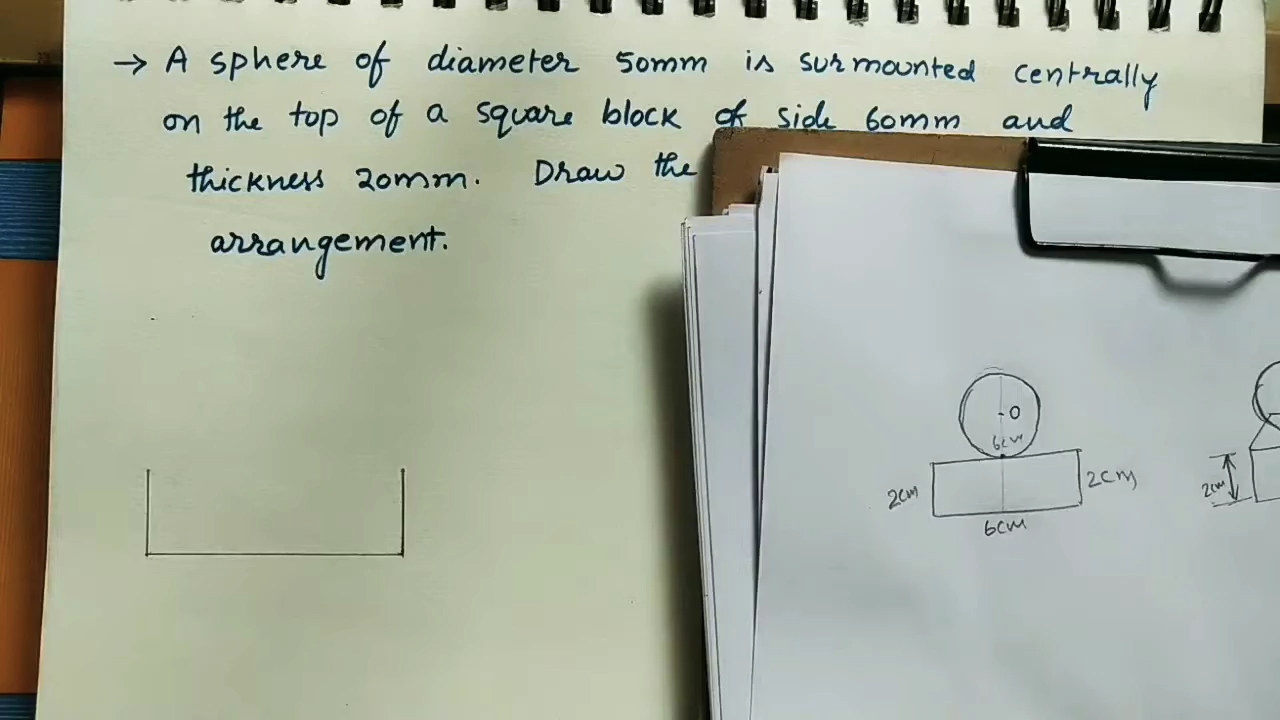 → A sphere of diameter 50mm is surmounted centrally
on the top of a square block of side 60mm and
thickness 20mm. Draw the
arrangement.
O
6cm
2cm
2cm
6cm
2cm